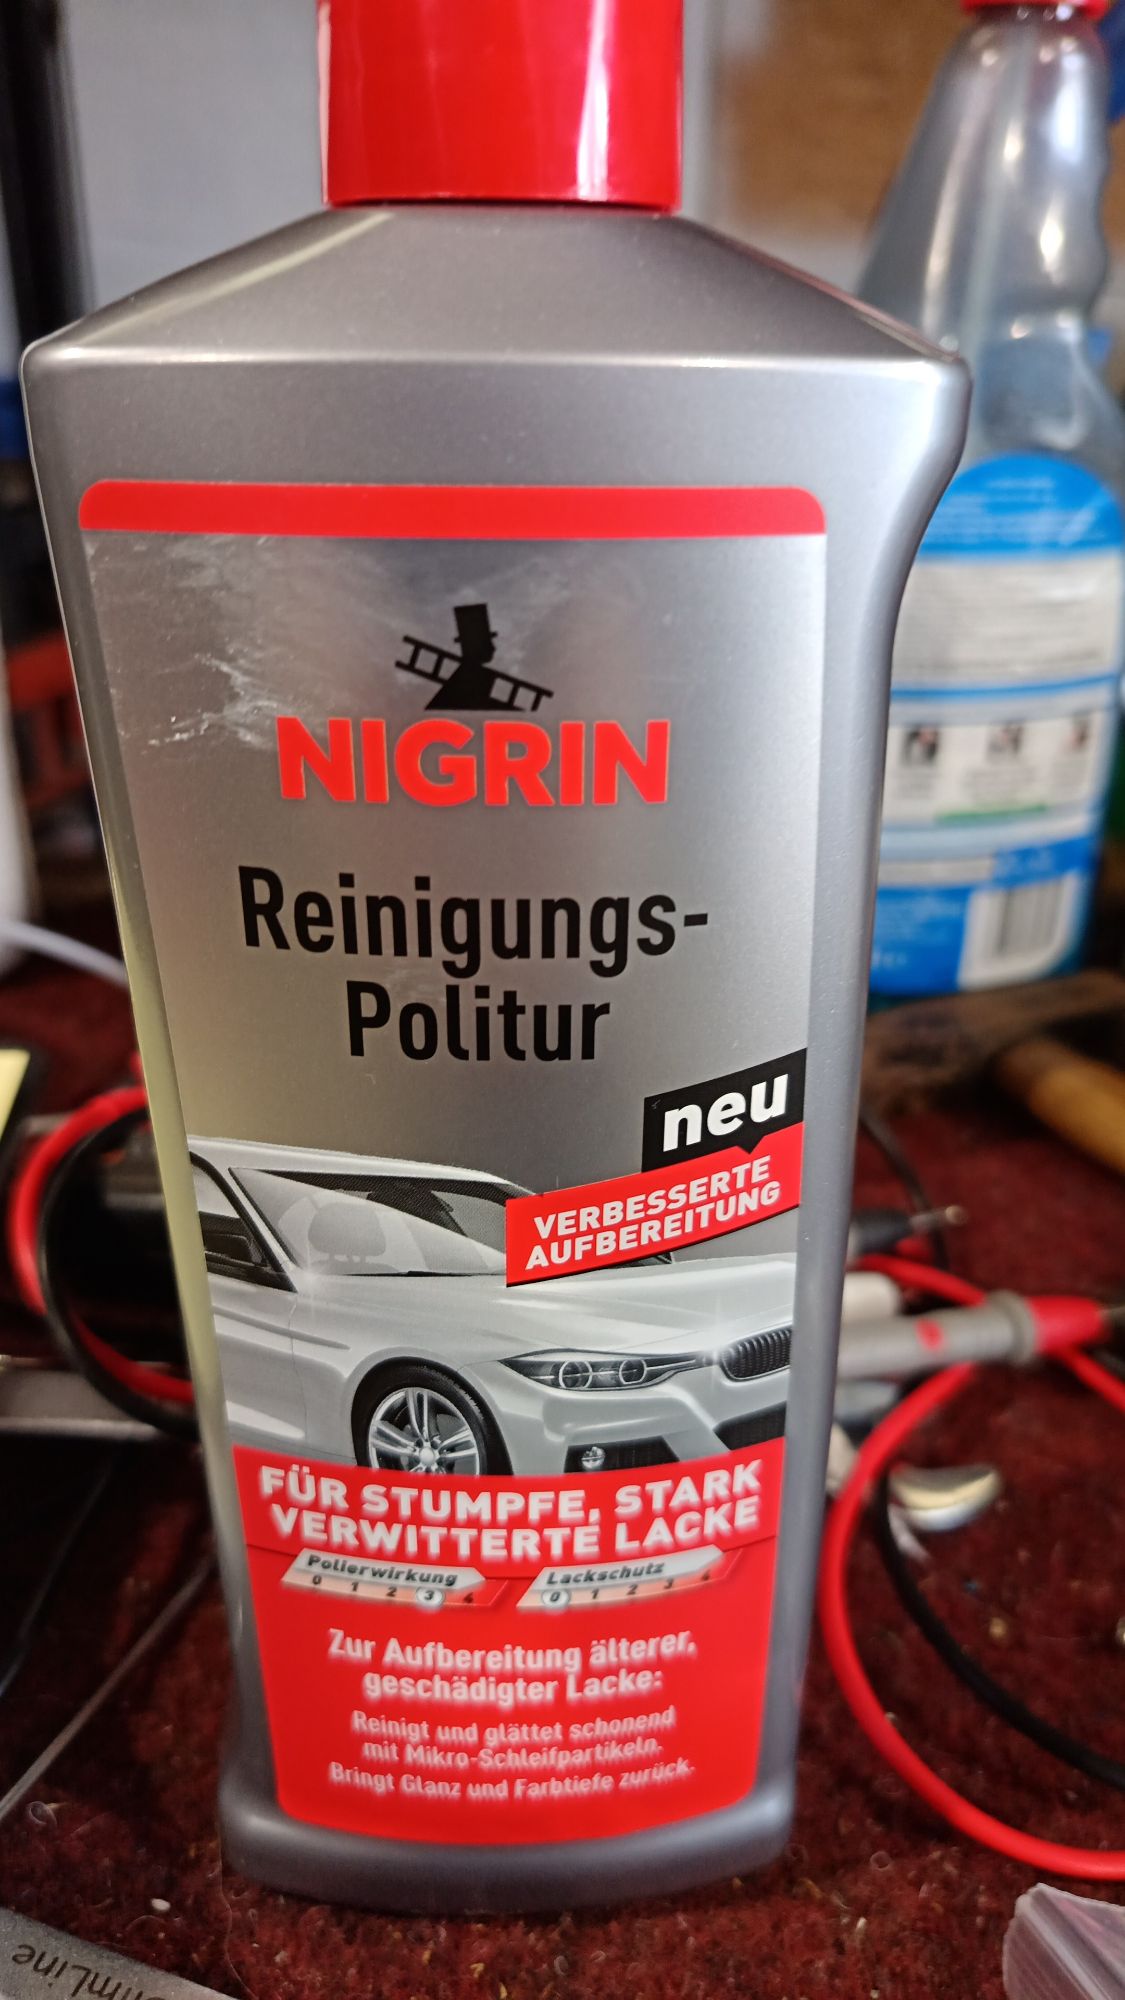 NIGRIN
Reinigungs-
Politur
neu
VERBESSERTE
AUFBEREITUNG
FÜR STUMPFE, STARK
VERWITTERTE LACKE
Polierwirkung
0 1 2 3 4
Lackschutz
0 1 2 3 4
Zur Aufbereitung älterer,
geschädigter Lacke:
Reinigt und glättet schonend
mit Mikro-Schleifpartikeln.
Bringt Glanz und Farbtiefe zurück.